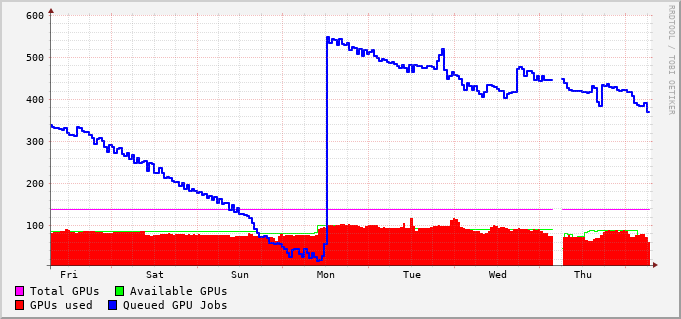 600
500
400
300
200
100
Fri Sat Sun Mon Tue Wed Thu
Total GPUs Available GPUs
GPUs used Queued GPU Jobs
RRDTOOL / TOBI OETIKER